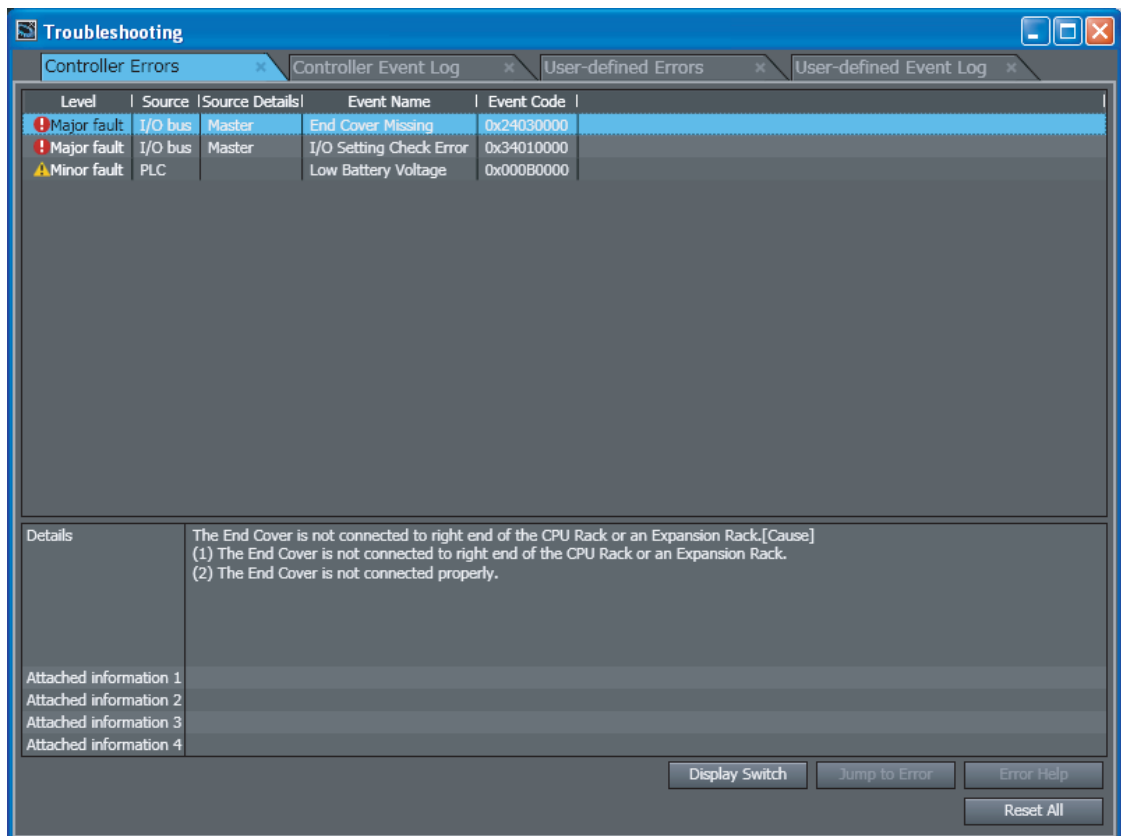 Troubleshooting
Controller Errors × Controller Event Log × User-defined Errors × User-defined Event Log ×
Level Source Source Details Event Name Event Code
Major fault I/O bus Master End Cover Missing 0x24030000
Major fault I/O bus Master I/O Setting Check Error 0x34010000
Minor fault PLC Low Battery Voltage 0x000B0000
Details The End Cover is not connected to right end of the CPU Rack or an Expansion Rack.[Cause]
(1) The End Cover is not connected to right end of the CPU Rack or an Expansion Rack.
(2) The End Cover is not connected properly.
Attached information 1
Attached information 2
Attached information 3
Attached information 4
Display Switch Jump to Error Error Help
Reset All